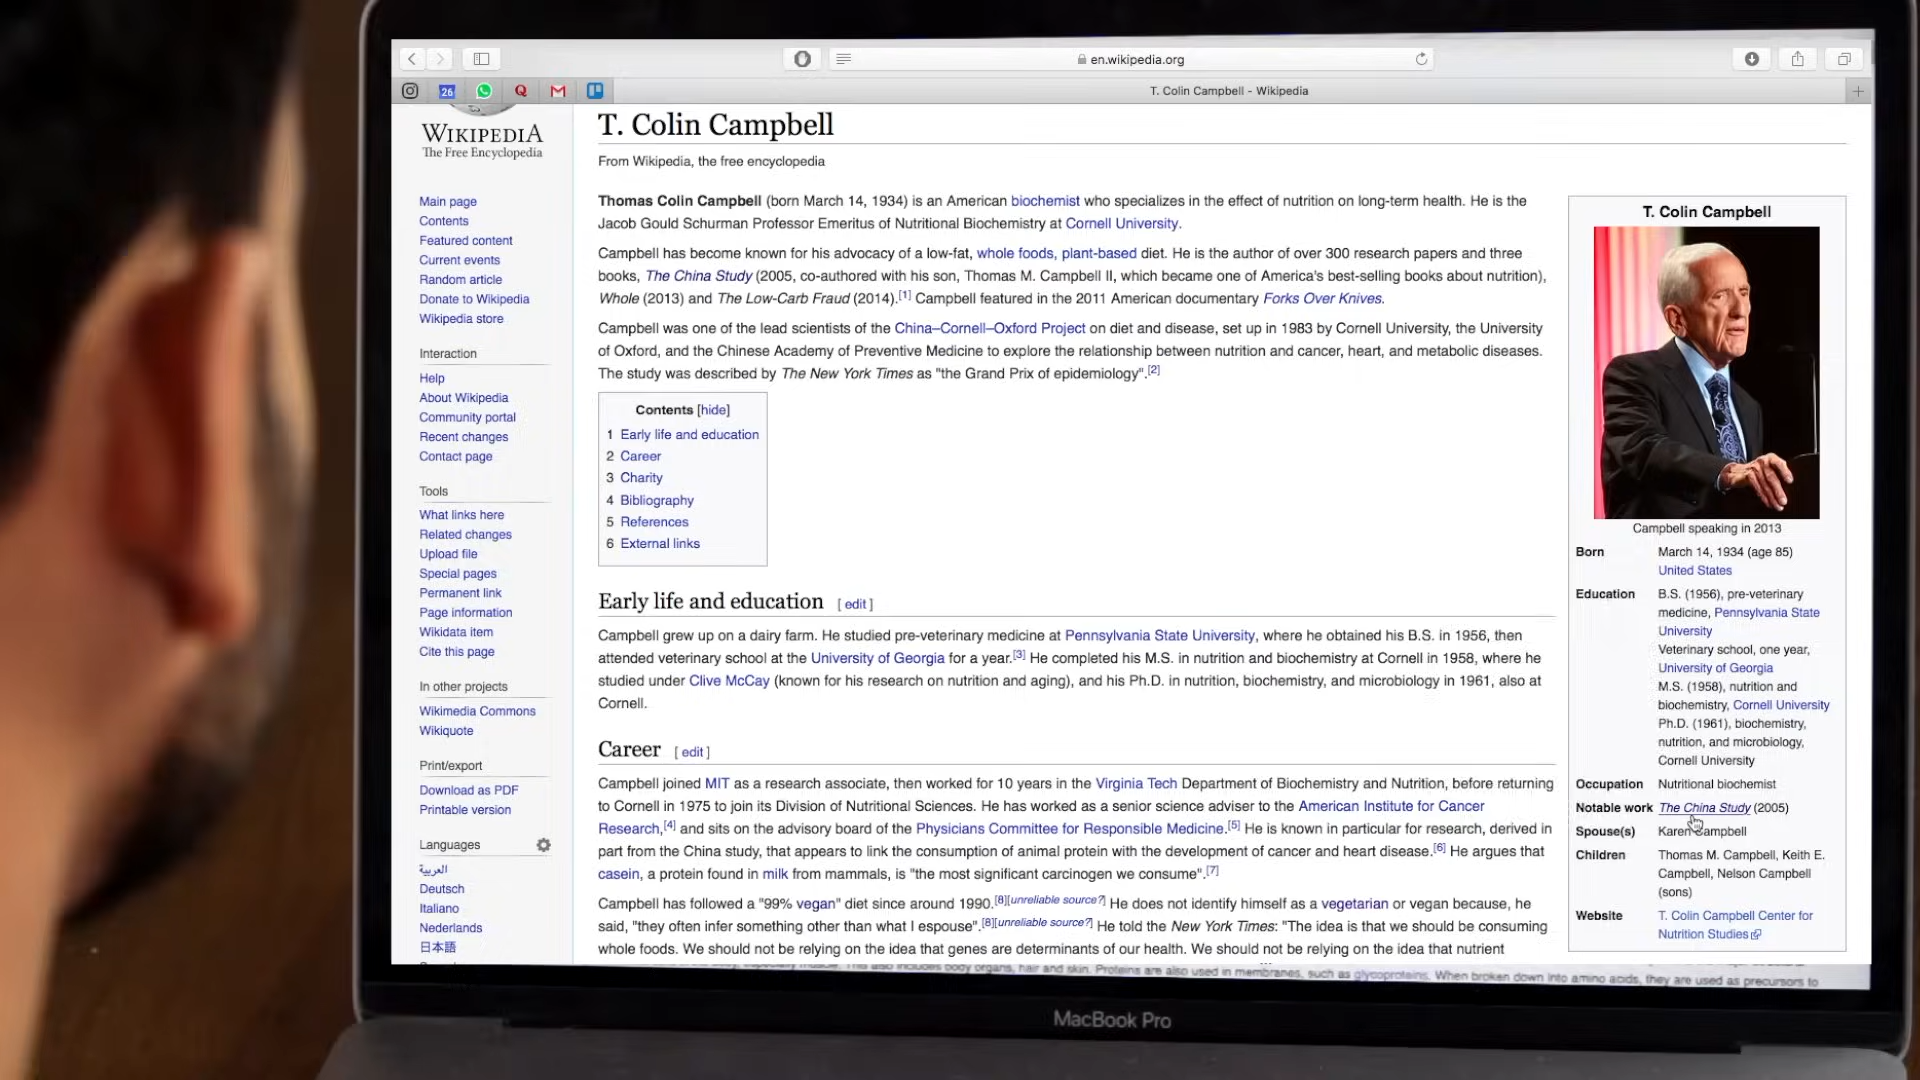 en.wikipedia.org
26
T. Colin Campbell - Wikipedia
WIKIPEDIA
The Free Encyclopedia
Main page
Contents
Featured content
Current events
Random article
Donate to Wikipedia
Wikipedia store
Interaction
Help
About Wikipedia
Community portal
Recent changes
Contact page
Tools
What links here
Related changes
Upload file
Special pages
Permanent link
Page information
Wikidata item
Cite this page
In other projects
Wikimedia Commons
Wikiquote
Print/export
Download as PDF
Printable version
Languages
العربية
Deutsch
Italiano
Nederlands
日本語
T. Colin Campbell
From Wikipedia, the free encyclopedia
Thomas Colin Campbell (born March 14, 1934) is an American biochemist who specializes in the effect of nutrition on long-term health. He is the
Jacob Gould Schurman Professor Emeritus of Nutritional Biochemistry at Cornell University.
Campbell has become known for his advocacy of a low-fat, whole foods, plant-based diet. He is the author of over 300 research papers and three
books, The China Study (2005, co-authored with his son, Thomas M. Campbell II, which became one of America's best-selling books about nutrition),
Whole (2013) and The Low-Carb Fraud (2014).[1] Campbell featured in the 2011 American documentary Forks Over Knives.
Campbell was one of the lead scientists of the China–Cornell–Oxford Project on diet and disease, set up in 1983 by Cornell University, the University
of Oxford, and the Chinese Academy of Preventive Medicine to explore the relationship between nutrition and cancer, heart, and metabolic diseases.
The study was described by The New York Times as "the Grand Prix of epidemiology".[2]
Contents [hide]
1 Early life and education
2 Career
3 Charity
4 Bibliography
5 References
6 External links
Early life and education [ edit ]
Campbell grew up on a dairy farm. He studied pre-veterinary medicine at Pennsylvania State University, where he obtained his B.S. in 1956, then
attended veterinary school at the University of Georgia for a year.[3] He completed his M.S. in nutrition and biochemistry at Cornell in 1958, where he
studied under Clive McCay (known for his research on nutrition and aging), and his Ph.D. in nutrition, biochemistry, and microbiology in 1961, also at
Cornell.
Career [ edit ]
Campbell joined MIT as a research associate, then worked for 10 years in the Virginia Tech Department of Biochemistry and Nutrition, before returning
to Cornell in 1975 to join its Division of Nutritional Sciences. He has worked as a senior science adviser to the American Institute for Cancer
Research,[4] and sits on the advisory board of the Physicians Committee for Responsible Medicine.[5] He is known in particular for research, derived in
part from the China study, that appears to link the consumption of animal protein with the development of cancer and heart disease.[6] He argues that
casein, a protein found in milk from mammals, is "the most significant carcinogen we consume".[7]
Campbell has followed a "99% vegan" diet since around 1990.[8][unreliable source?] He does not identify himself as a vegetarian or vegan because, he
said, "they often infer something other than what I espouse".[8][unreliable source?] He told the New York Times: "The idea is that we should be consuming
whole foods. We should not be relying on the idea that genes are determinants of our health. We should not be relying on the idea that nutrient
T. Colin Campbell
Campbell speaking in 2013
Born March 14, 1934 (age 85)
United States
Education B.S. (1956), pre-veterinary
medicine, Pennsylvania State
University
Veterinary school, one year,
University of Georgia
M.S. (1958), nutrition and
biochemistry, Cornell University
Ph.D. (1961), biochemistry,
nutrition, and microbiology,
Cornell University
Occupation Nutritional biochemist
Notable work The China Study (2005)
Spouse(s) Karen Campbell
Children Thomas M. Campbell, Keith E.
Campbell, Nelson Campbell
(sons)
Website T. Colin Campbell Center for
Nutrition Studies
This also includes body organs, hair and skin. Proteins are also used in membranes, such as glycoproteins. When broken down into amino acids, they are used as precursors to
MacBook Pro